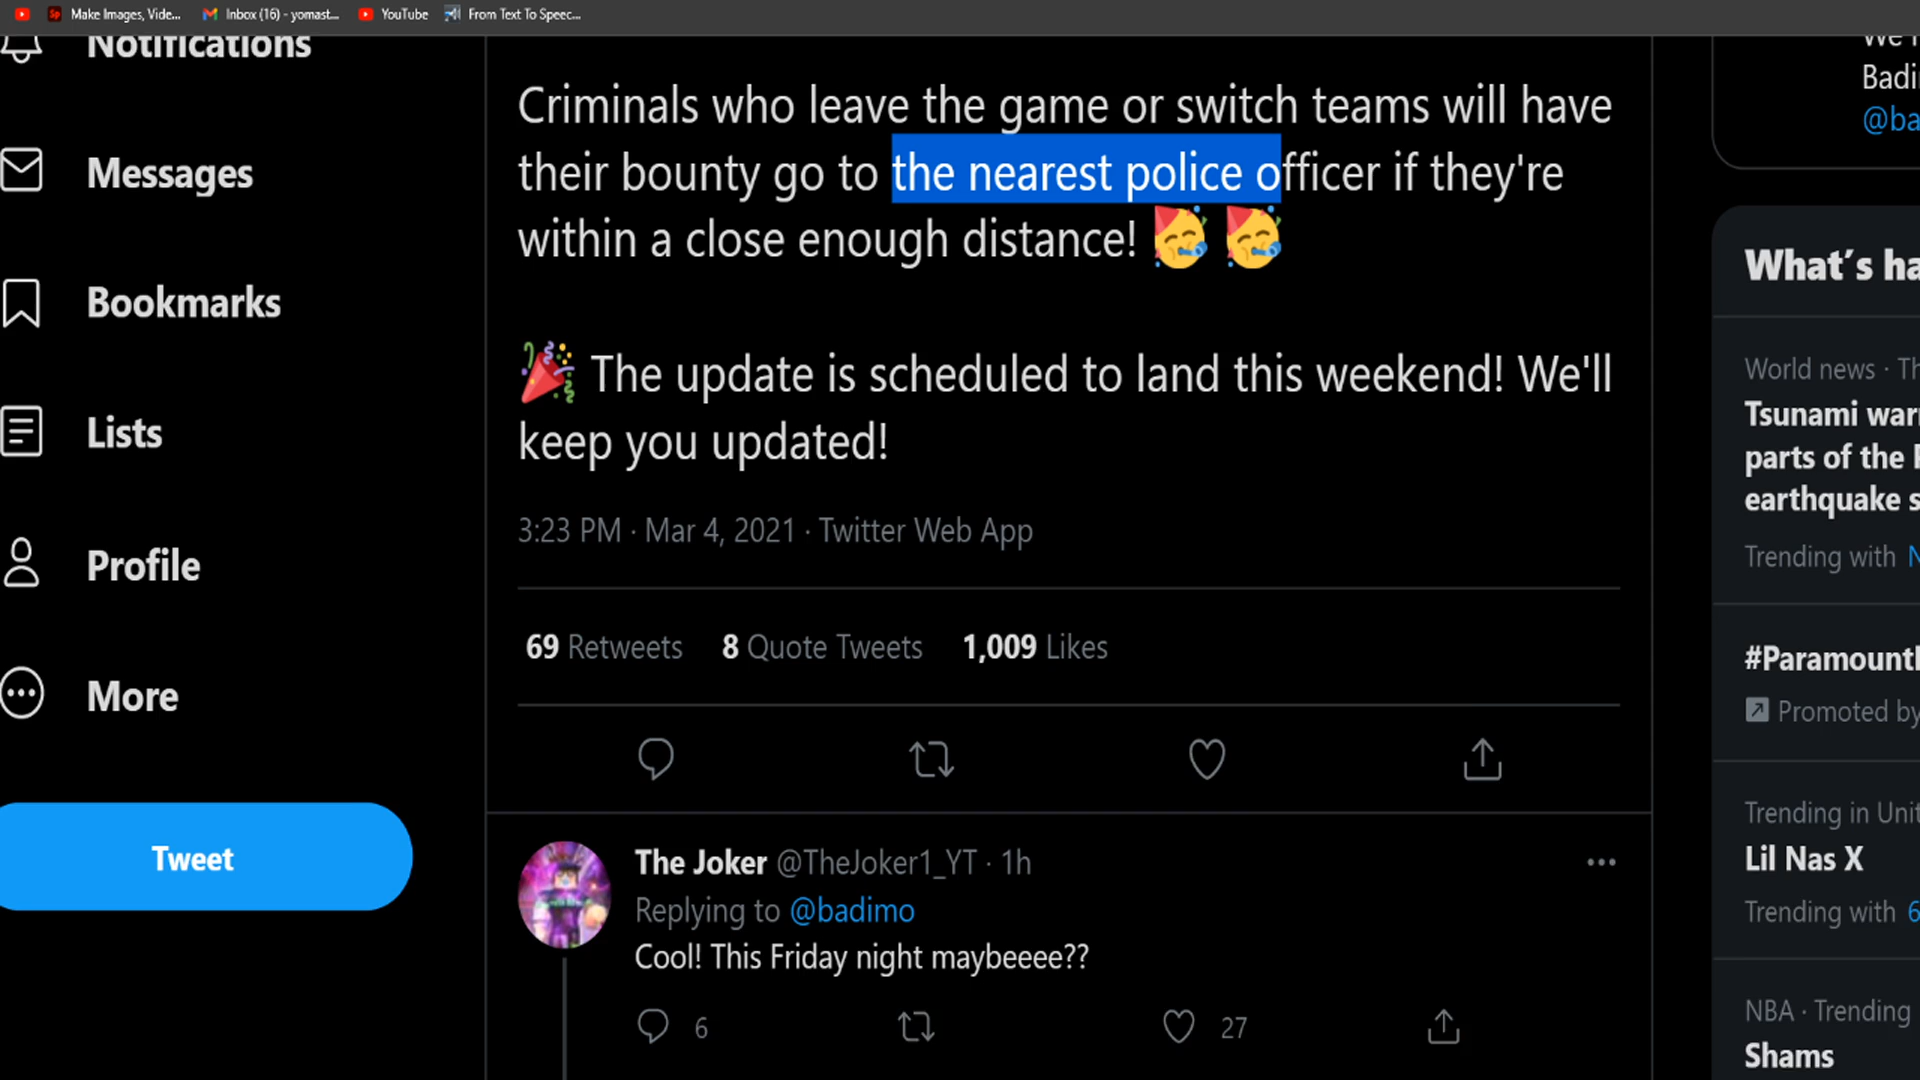 Make Images, Vide...
Inbox (16) - yomast...
YouTube
From Text To Speec...
Notifications
Messages
Bookmarks
Lists
Profile
More
Tweet
Criminals who leave the game or switch teams will have
their bounty go to the nearest police officer if they're
within a close enough distance!
The update is scheduled to land this weekend! We'll
keep you updated!
3:23 PM · Mar 4, 2021 · Twitter Web App
69 Retweets 8 Quote Tweets 1,009 Likes
The Joker @TheJoker1_YT · 1h
Replying to @badimo
Cool! This Friday night maybeeee??
6
27
Badi
@ba
What's ha
World news · Th
Tsunami warn
parts of the
earthquake s
Trending with
#Paramount
Promoted by
Trending in Unit
Lil Nas X
Trending with 6
NBA · Trending
Shams